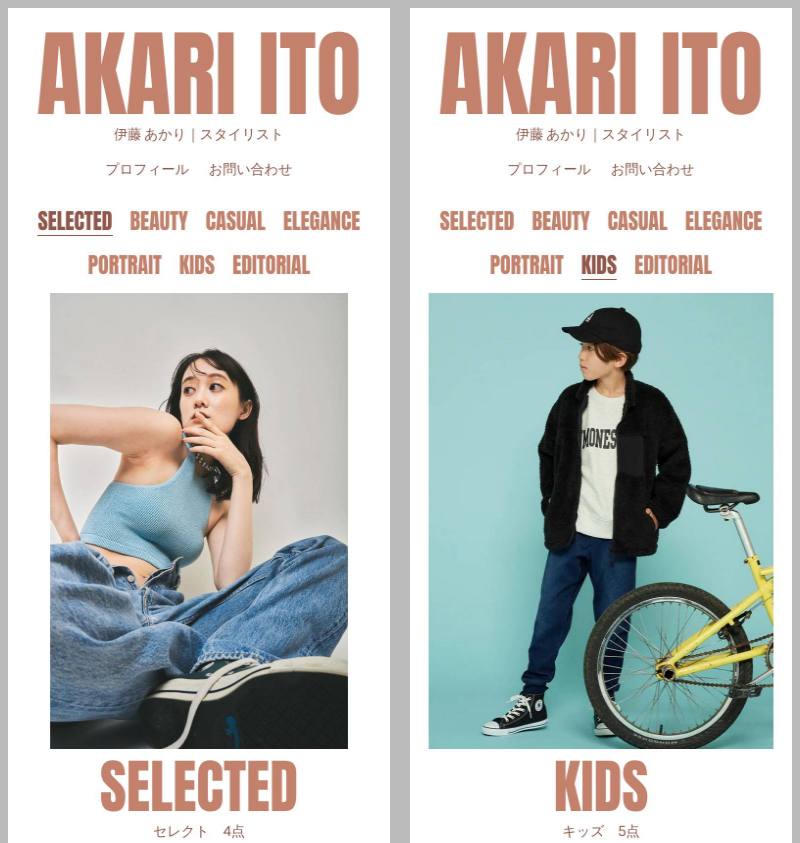 AKARI ITO
伊藤 あかり｜スタイリスト
プロフィール お問い合わせ
SELECTED BEAUTY CASUAL ELEGANCE
PORTRAIT KIDS EDITORIAL
SELECTED
セレクト 4点
AKARI ITO
伊藤 あかり｜スタイリスト
プロフィール お問い合わせ
SELECTED BEAUTY CASUAL ELEGANCE
PORTRAIT KIDS EDITORIAL
KIDS
キッズ 5点